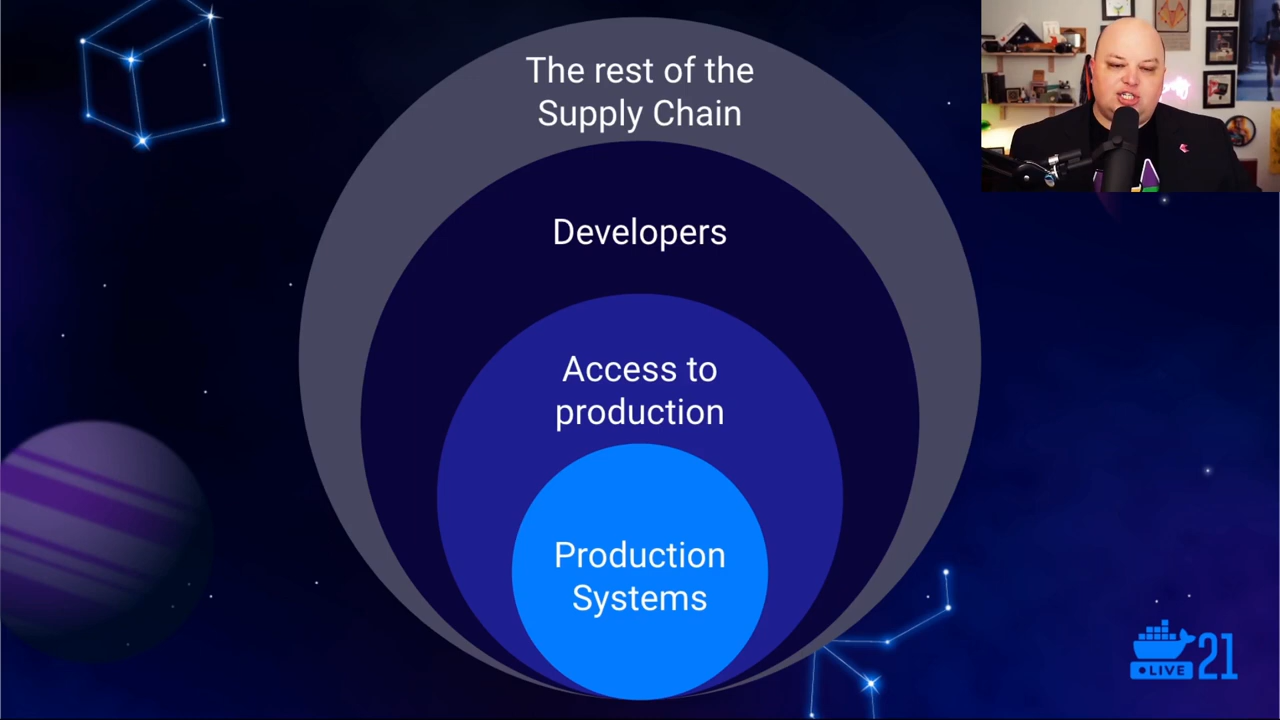 The rest of the
Supply Chain
Developers
Access to
production
Production
Systems
LIVE 21